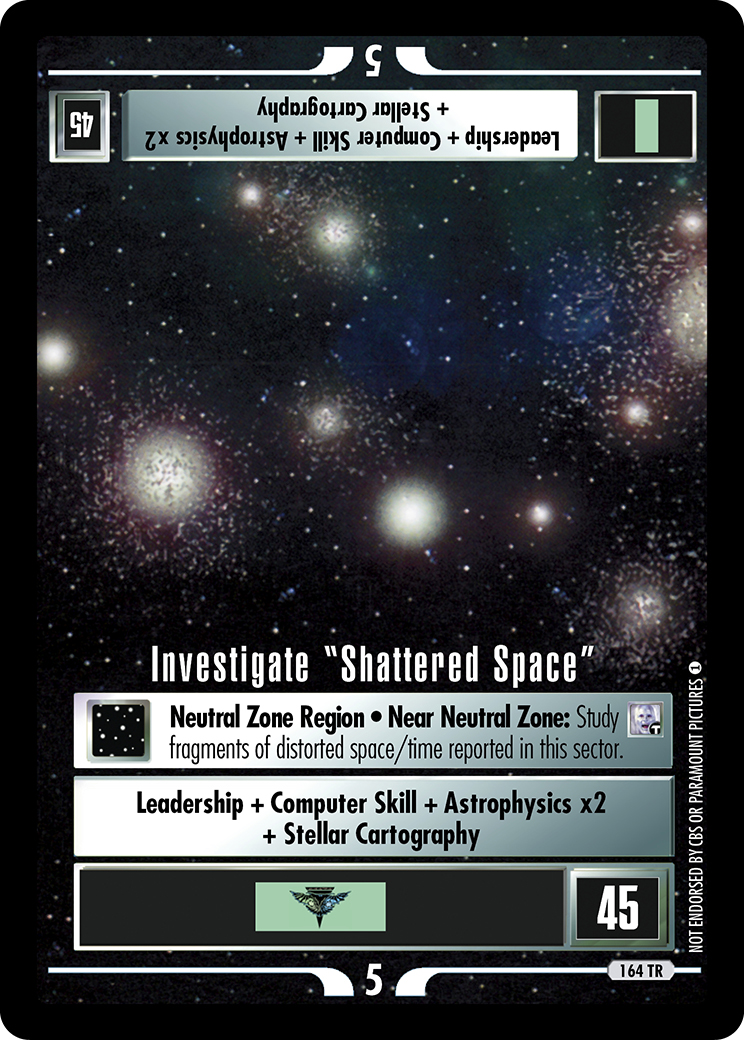 5
45
Leadership + Computer Skill + Astrophysics x2
+ Stellar Cartography
Investigate “Shattered Space”
Neutral Zone Region • Near Neutral Zone: Study
fragments of distorted space/time reported in this sector.
T
Leadership + Computer Skill + Astrophysics x2
+ Stellar Cartography
45
NOT ENDORSED BY CBS OR PARAMOUNT PICTURES 1
164 TR
5